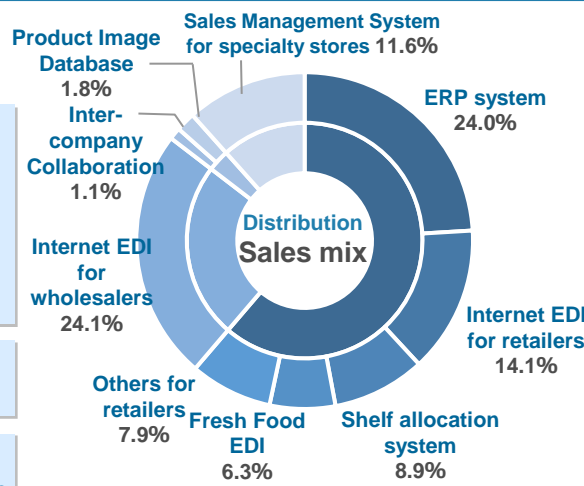 Sales Management System
for specialty stores 11.6%
Product Image
Database
1.8%
Inter-
company
Collaboration
1.1%
ERP system
24.0%
Distribution
Sales mix
Internet EDI
for
wholesalers
24.1%
Internet EDI
for retailers
14.1%
Others for
retailers
7.9%
Fresh Food
EDI
6.3%
Shelf allocation
system
8.9%